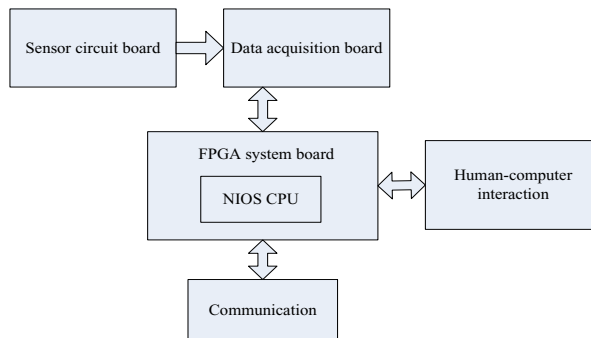 Sensor circuit board
Data acquisition board
FPGA system board
NIOS CPU
Human-computer
interaction
Communication